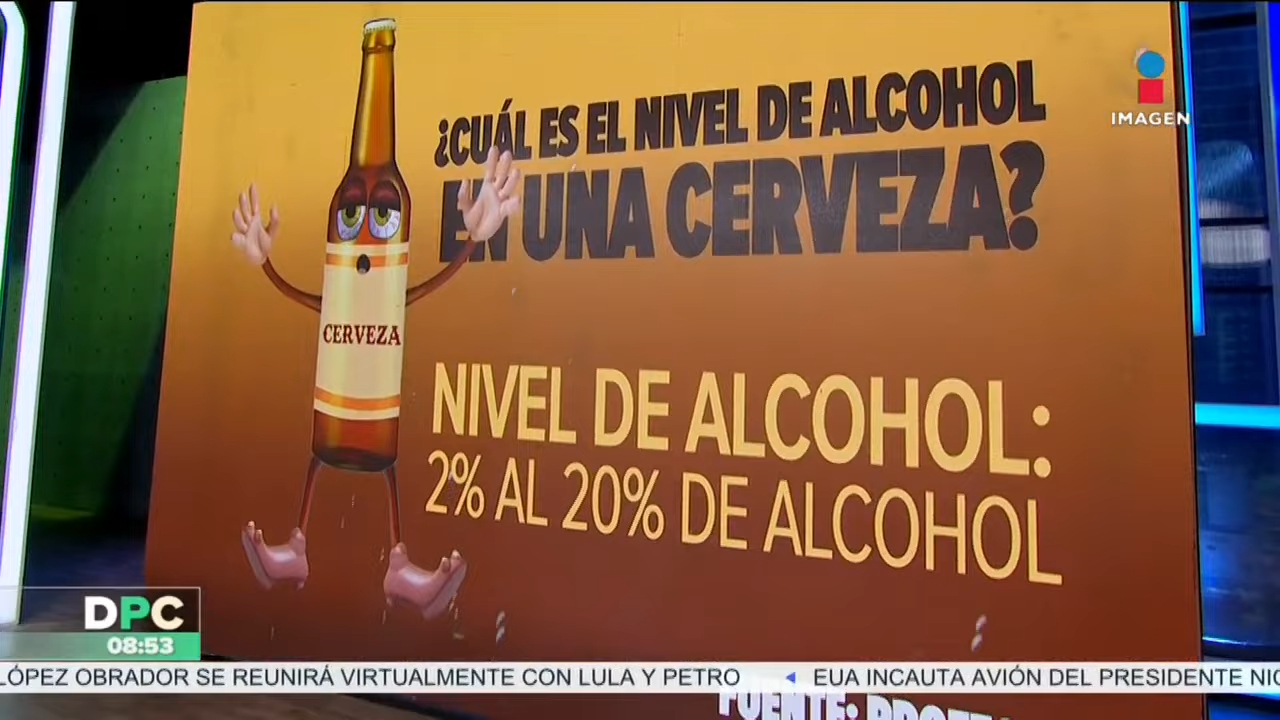 IMAGEN
¿CUÁL ES EL NIVEL DE ALCOHOL
EN UNA CERVEZA?
CERVEZA
NIVEL DE ALCOHOL:
2% AL 20% DE ALCOHOL
DPC
08:53
LÓPEZ OBRADOR SE REUNIRÁ VIRTUALMENTE CON LULA Y PETRO
EUA INCAUTA AVIÓN DEL PRESIDENTE
FUENTE: